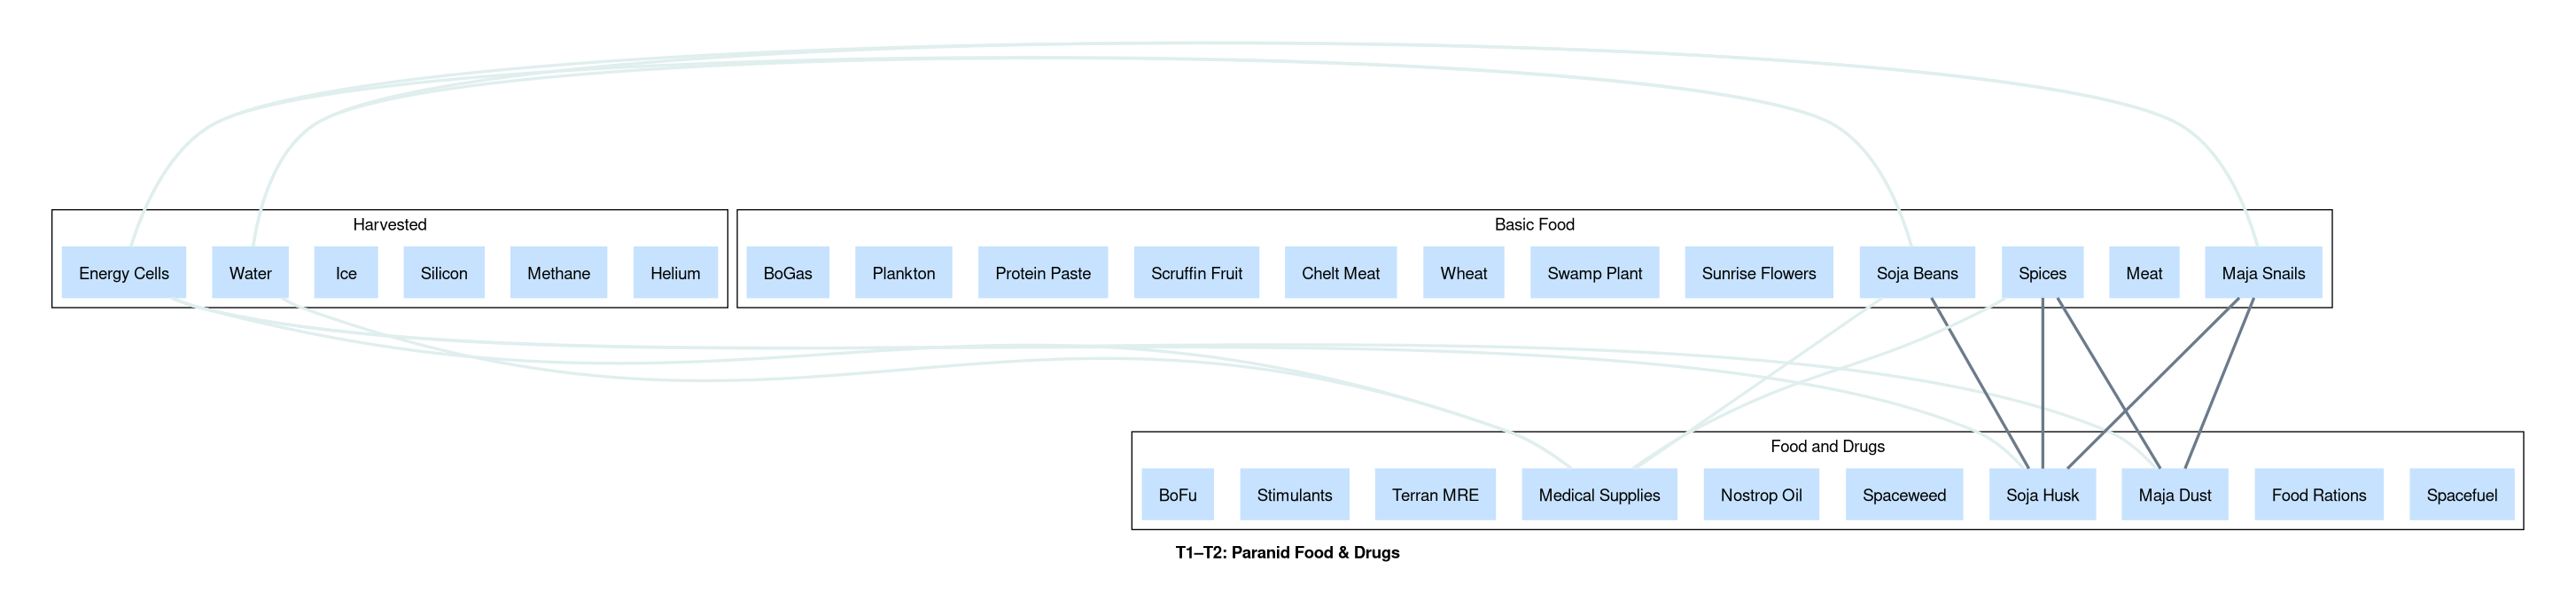 Harvested
Energy Cells
Water
Ice
Silicon
Methane
Helium
Basic Food
BoGas
Plankton
Protein Paste
Scruffin Fruit
Chelt Meat
Wheat
Swamp Plant
Sunrise Flowers
Soja Beans
Spices
Meat
Maja Snails
Food and Drugs
BoFu
Stimulants
Terran MRE
Medical Supplies
Nostrop Oil
Spaceweed
Soja Husk
Maja Dust
Food Rations
Spacefuel
T1–T2: Paranid Food & Drugs